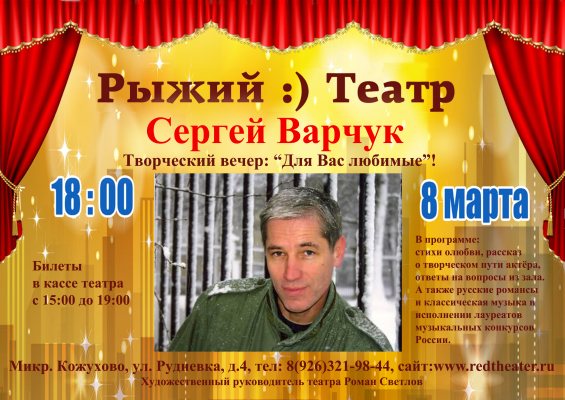 Рыжий :) Театр
Сергей Варчук
Творческий вечер: “Для Вас любимые”!
18 : 00
8 марта
Билеты
в кассе театра
с 15:00 до 19:00
В программе:
стихи олюбви, рассказ
о творческом пути актёра,
ответы на вопросы из зала.
А также русские романсы
и классическая музыка в
исполнении лауреатов
музыкальных конкурсов
России.
Микр. Кожухово, ул. Рудневка, д.4, тел: 8(926)321-98-44, сайт:www.redtheater.ru
Художественный руководитель театра Роман Светлов